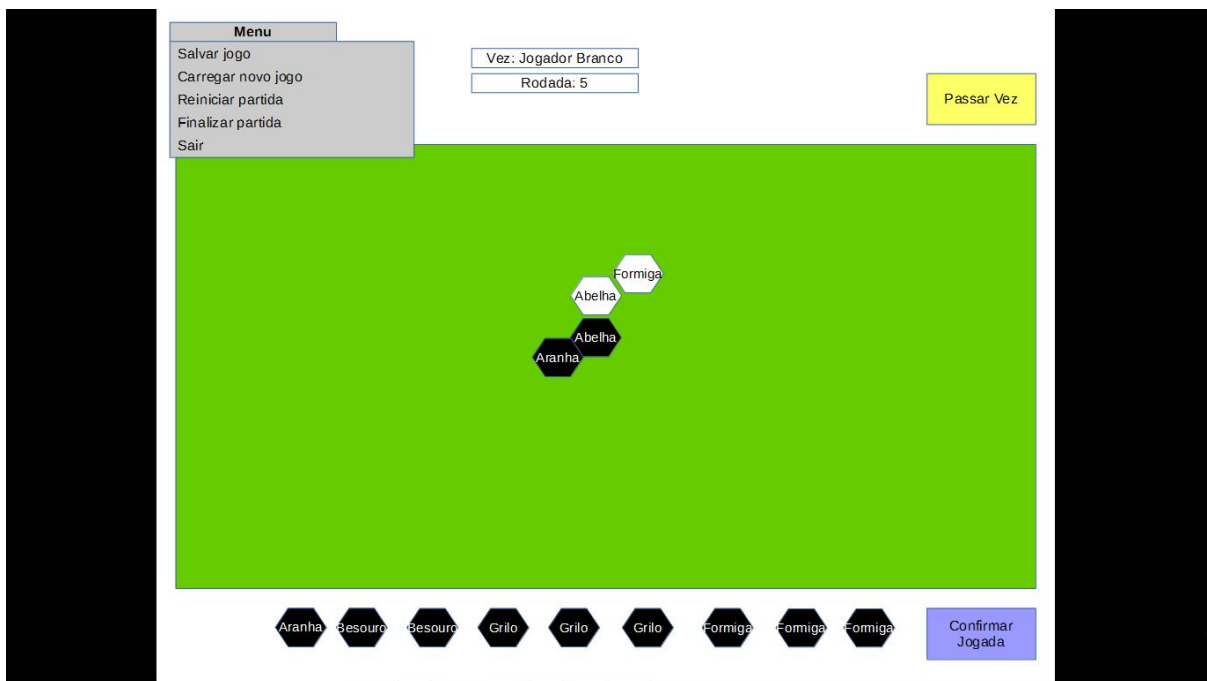 Menu
Salvar jogo
Carregar novo jogo
Reiniciar partida
Finalizar partida
Sair
Vez: Jogador Branco
Rodada: 5
Passar Vez
Formiga
Abelha
Abelha
Aranha
Aranha
Besouro
Besouro
Grilo
Grilo
Grilo
Formiga
Formiga
Formiga
Confirmar
Jogada